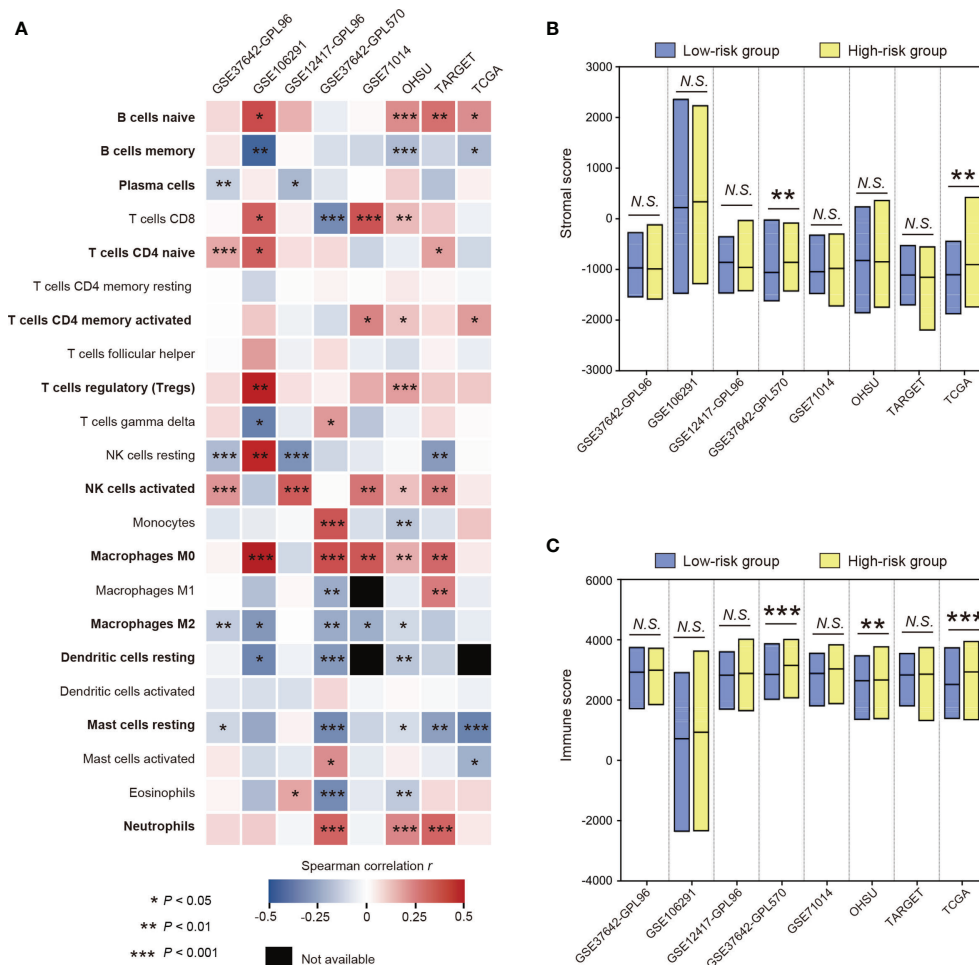 A
GSE37642-GPL96
GSE106291
GSE12417-GPL96
GSE37642-GPL570
GSE71014
OHSU
TARGET
TCGA
B cells naive * *** ** *
B cells memory ** *** *
Plasma cells ** *
T cells CD8 * *** *** **
T cells CD4 naive *** * *
T cells CD4 memory resting
T cells CD4 memory activated * * *
T cells follicular helper
T cells regulatory (Tregs) ** ***
T cells gamma delta * *
NK cells resting *** ** *** **
NK cells activated *** *** ** * **
Monocytes *** **
Macrophages M0 *** *** ** ** **
Macrophages M1 ** **
Macrophages M2 ** * ** * *
Dendritic cells resting * *** **
Dendritic cells activated
Mast cells resting * *** * ** ***
Mast cells activated * *
Eosinophils * *** **
Neutrophils *** *** ***
Spearman correlation r
-0.5 -0.25 0 0.25 0.5
* P < 0.05
** P < 0.01
*** P < 0.001
Not available
B
Low-risk group High-risk group
Stromal score
3000
2000
1000
0
-1000
-2000
-3000
N.S. N.S. N.S. ** N.S. N.S. N.S. **
GSE37642-GPL96
GSE106291
GSE12417-GPL96
GSE37642-GPL570
GSE71014
OHSU
TARGET
TCGA
C
Low-risk group High-risk group
Immune score
6000
4000
2000
0
-2000
-4000
N.S. N.S. N.S. *** N.S. ** N.S. ***
GSE37642-GPL96
GSE106291
GSE12417-GPL96
GSE37642-GPL570
GSE71014
OHSU
TARGET
TCGA